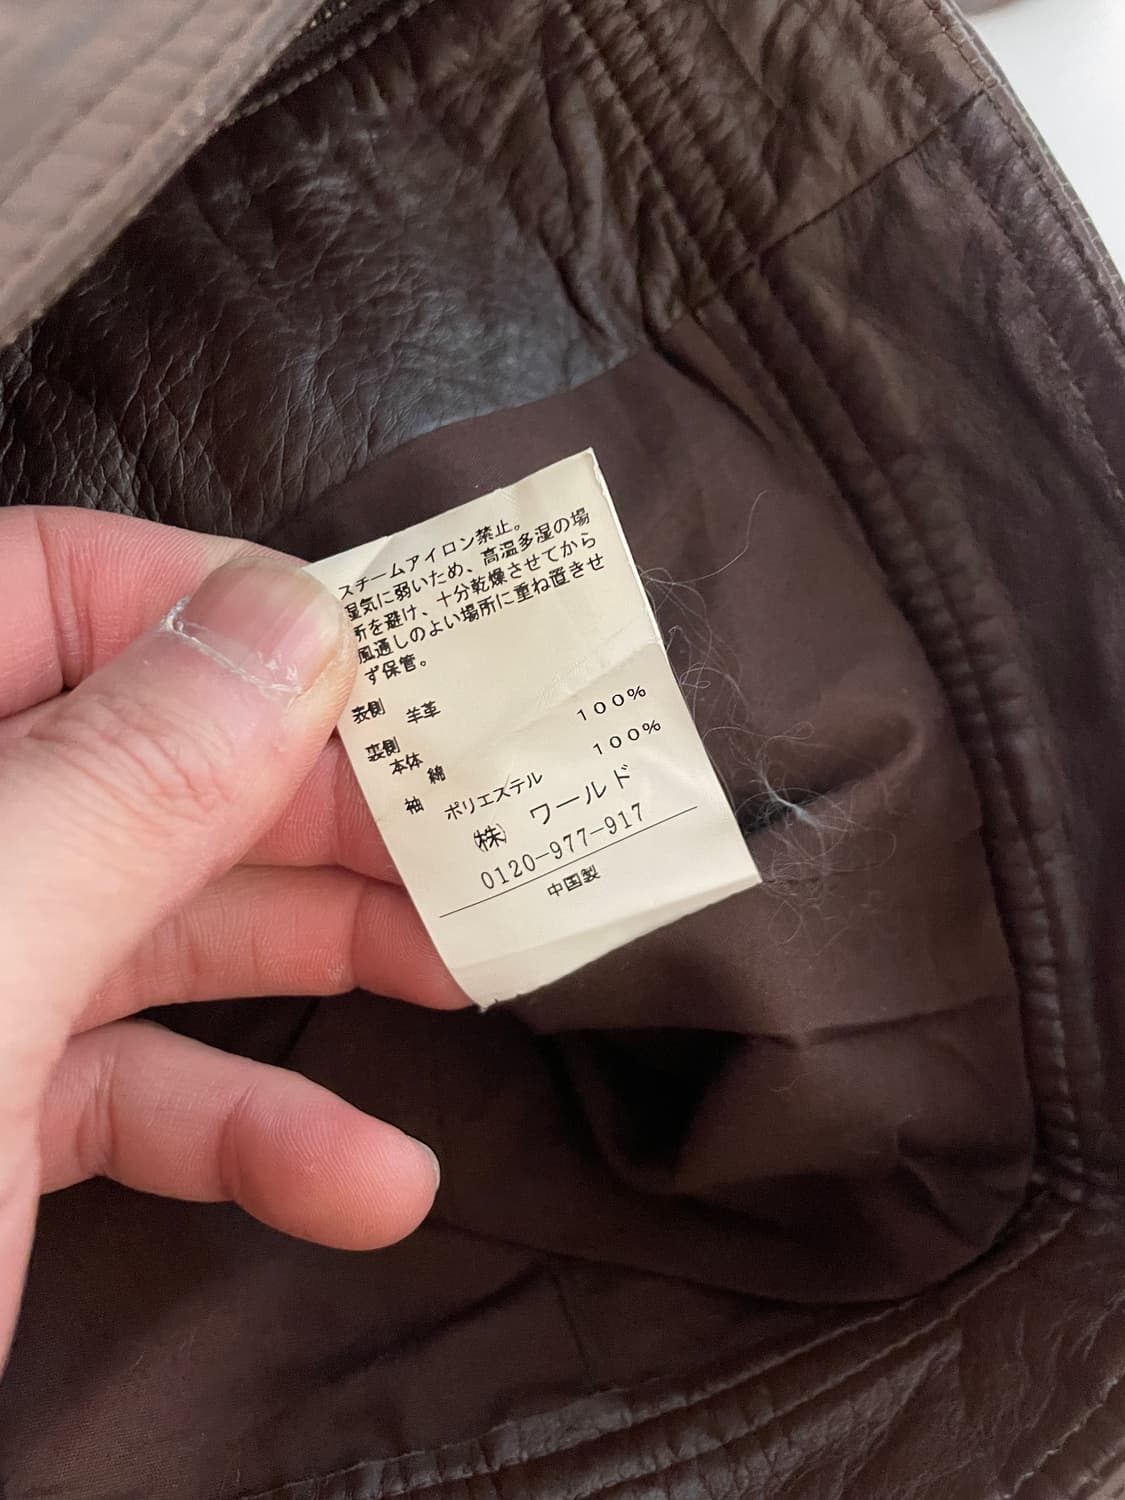 スチームアイロン禁止。
湿気に弱いため、高温多湿の場
所を避け、十分乾燥させてから
風通しのよい場所に重ね置きせ
ず保管。
表側
羊革 100%
裏側
本体
綿 100%
袖 ポリエステル
㈱ ワールド
0120-977-917
中国製